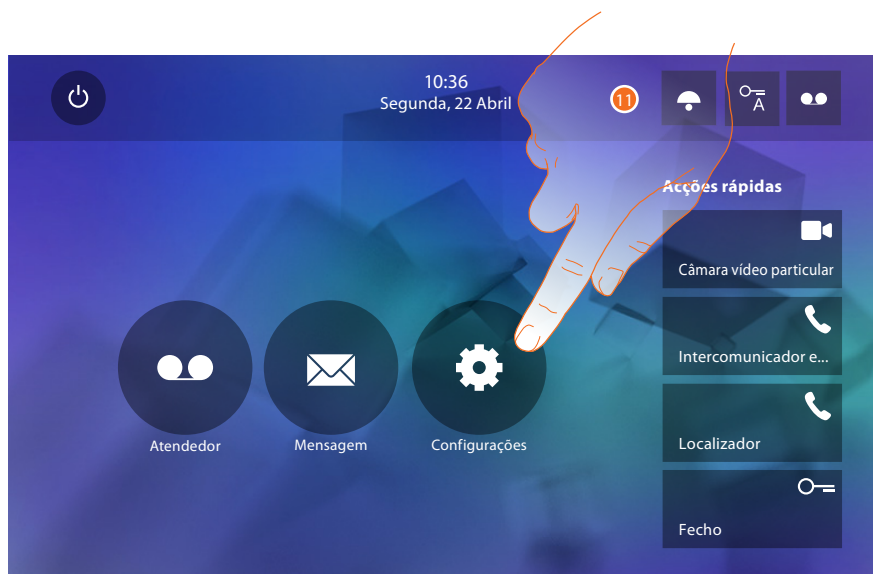 10:36
Segunda, 22 Abril
11
A
Acções rápidas
Câmara vídeo particular
Intercomunicador e...
Localizador
Fecho
Atendedor
Mensagem
Configurações